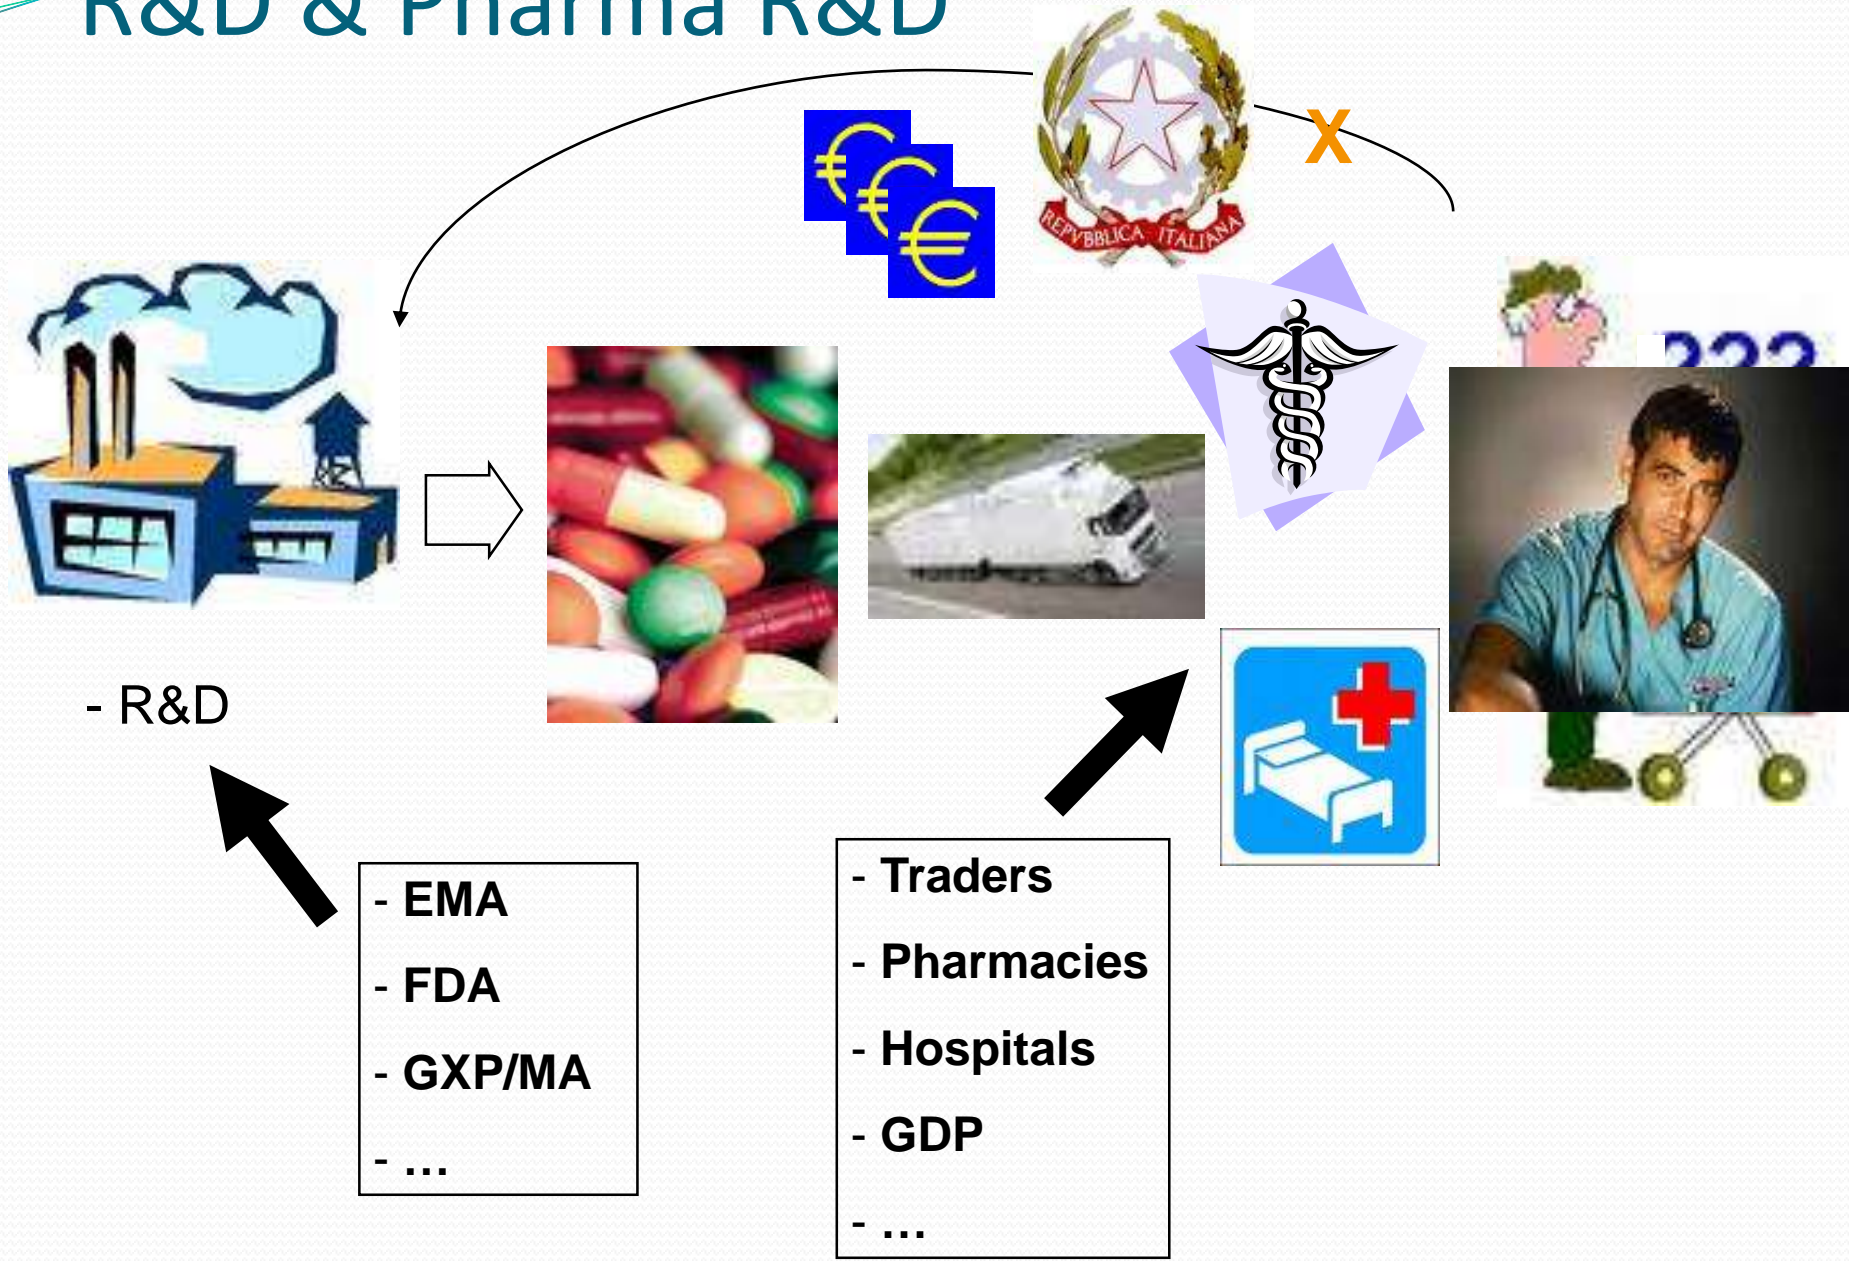 R&D & Pharma R&D
X
REPVBBLICA ITALIANA
???
- R&D
- EMA
- FDA
- GXP/MA
- …
- Traders
- Pharmacies
- Hospitals
- GDP
- …